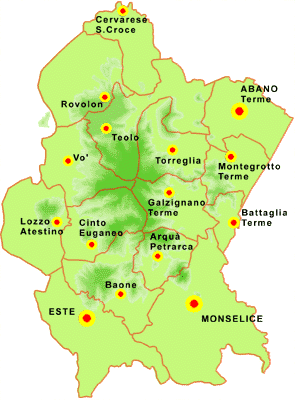 Cervarese
S.Croce
ABANO
Terme
Rovolon
Teolo
Vo'
Torreglia
Montegrotto
Terme
Galzignano
Terme
Lozzo
Atestino
Cinto
Euganeo
Battaglia
Terme
Arquà
Petrarca
Baone
ESTE
MONSELICE